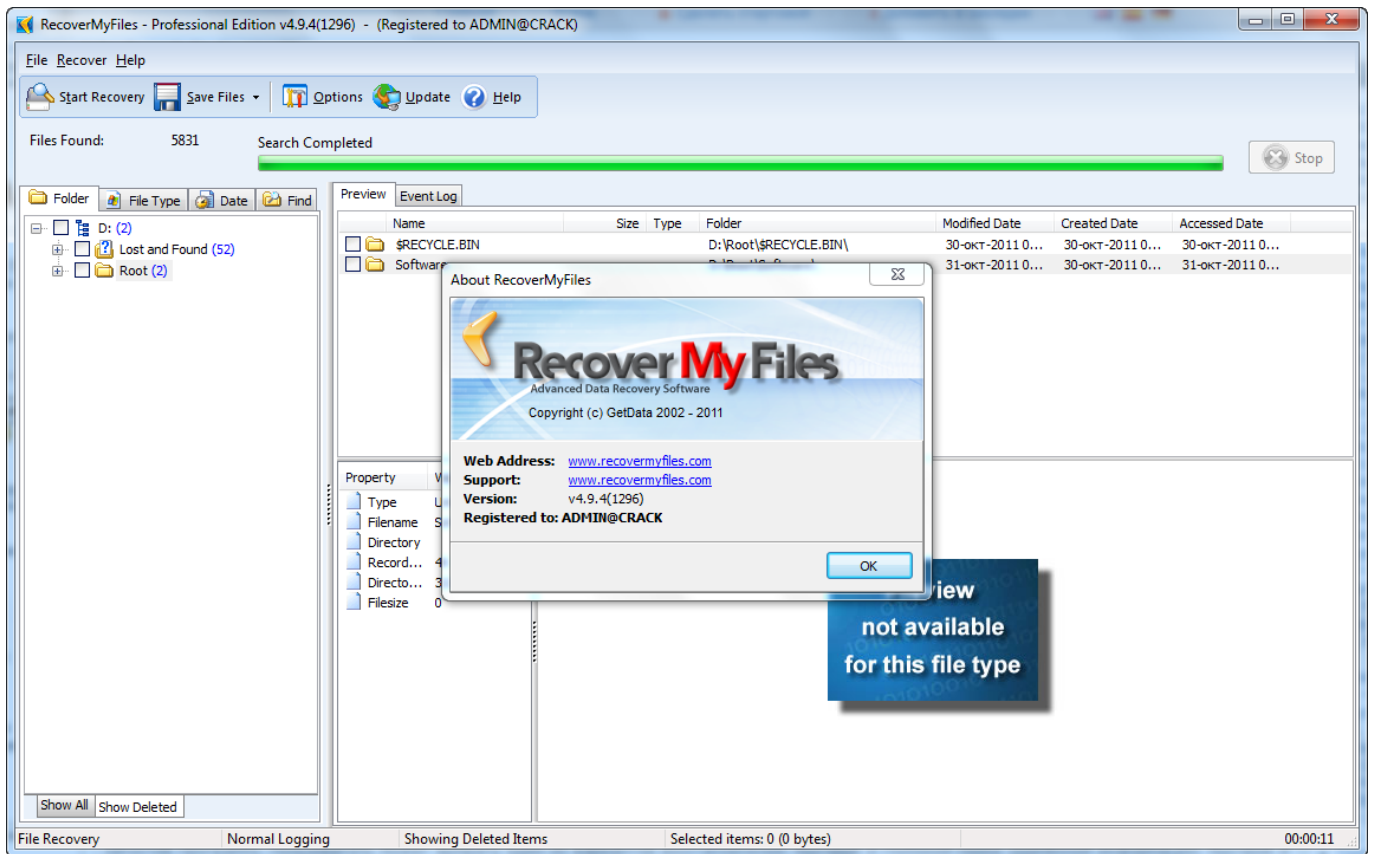 RecoverMyFiles - Professional Edition v4.9.4(1296) - (Registered to ADMIN@CRACK)
File Recover Help
Start Recovery Save Files Options Update Help
Files Found: 5831 Search Completed
Stop
Folder File Type Date Find
Preview Event Log
D: (2)
Lost and Found (52)
Root (2)
Name Size Type Folder Modified Date Created Date Accessed Date
$RECYCLE.BIN D:\Root\$RECYCLE.BIN\ 30-окт-2011 0... 30-окт-2011 0... 30-окт-2011 0...
Software 31-окт-2011 0... 30-окт-2011 0... 31-окт-2011 0...
About RecoverMyFiles
Recover My Files
Advanced Data Recovery Software
Copyright (c) GetData 2002 - 2011
Web Address: www.recovermyfiles.com
Support: www.recovermyfiles.com
Version: v4.9.4(1296)
Registered to: ADMIN@CRACK
OK
Property
Type
Filename
Directory
Record... 4
Directo... 3
Filesize 0
not available
for this file type
Show All Show Deleted
File Recovery Normal Logging Showing Deleted Items Selected items: 0 (0 bytes) 00:00:11